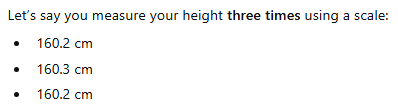 Let's say you measure your height three times using a scale:
• 160.2 cm
• 160.3 cm
• 160.2 cm